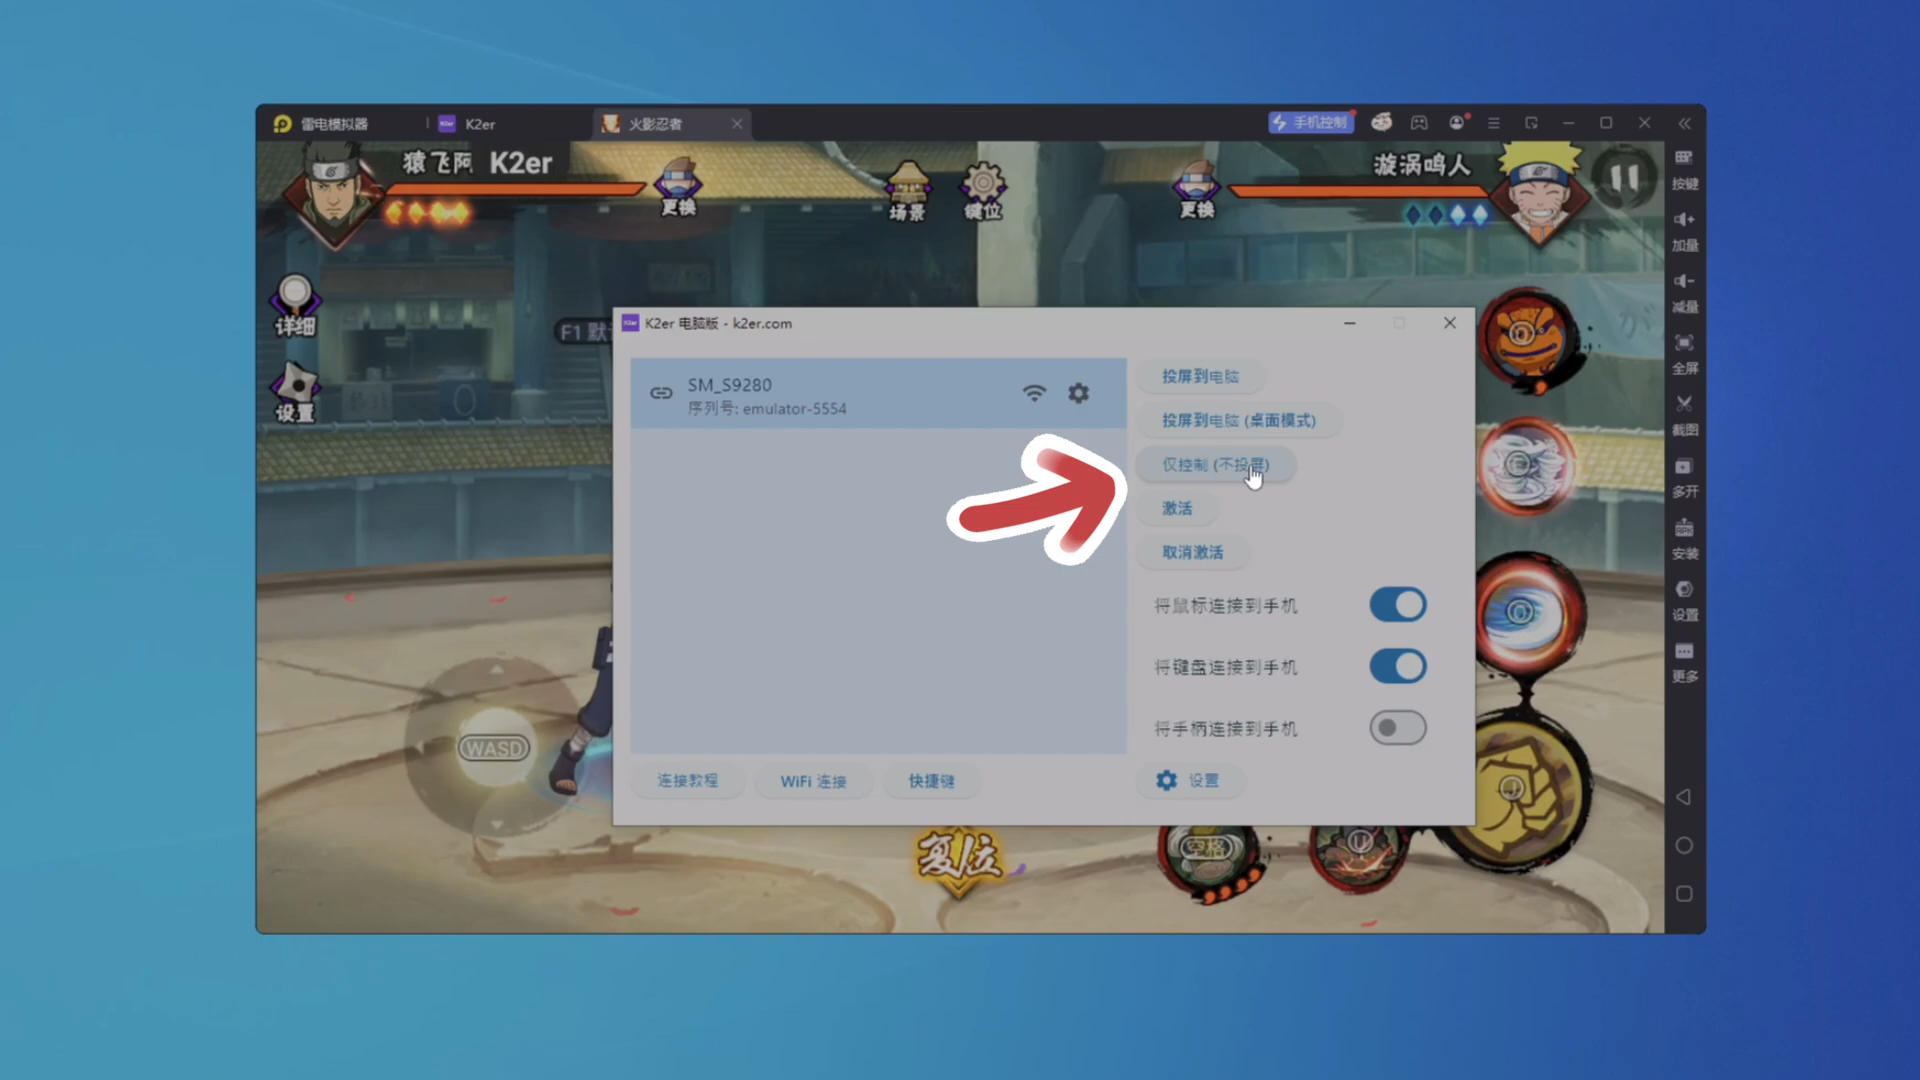 雷电模拟器
K2er
火影忍者
手机控制
猿飞阿 K2er
更换
场景
键位
更换
漩涡鸣人
按键
加量
减量
全屏
截图
多开
安装
设置
更多
详细
设置
F1 默
K2er 电脑版 - k2er.com
SM_S9280
序列号: emulator-5554
投屏到电脑
投屏到电脑 (桌面模式)
仅控制 (不投屏)
激活
取消激活
将鼠标连接到手机
将键盘连接到手机
将手柄连接到手机
连接教程
WiFi 连接
快捷键
设置
WASD
复位
空格
U
J